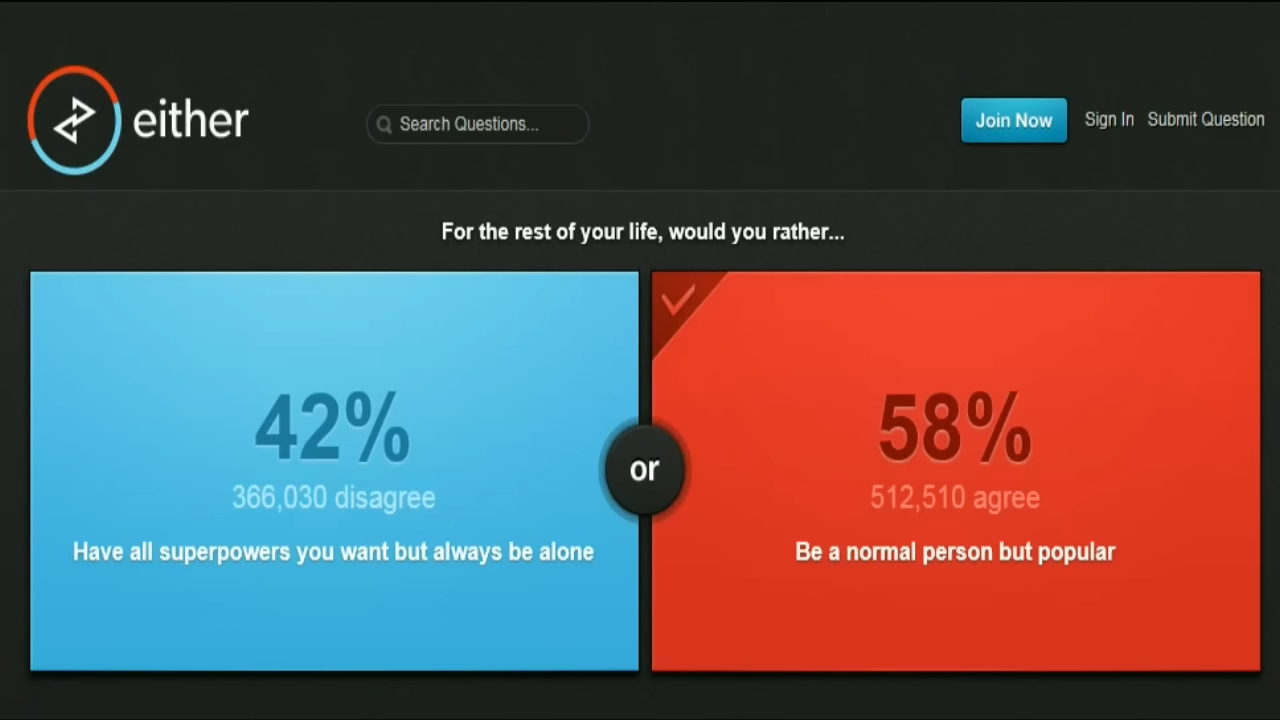 either
Search Questions...
Join Now Sign In Submit Question
For the rest of your life, would you rather...
42%
366,030 disagree
Have all superpowers you want but always be alone
or
58%
512,510 agree
Be a normal person but popular